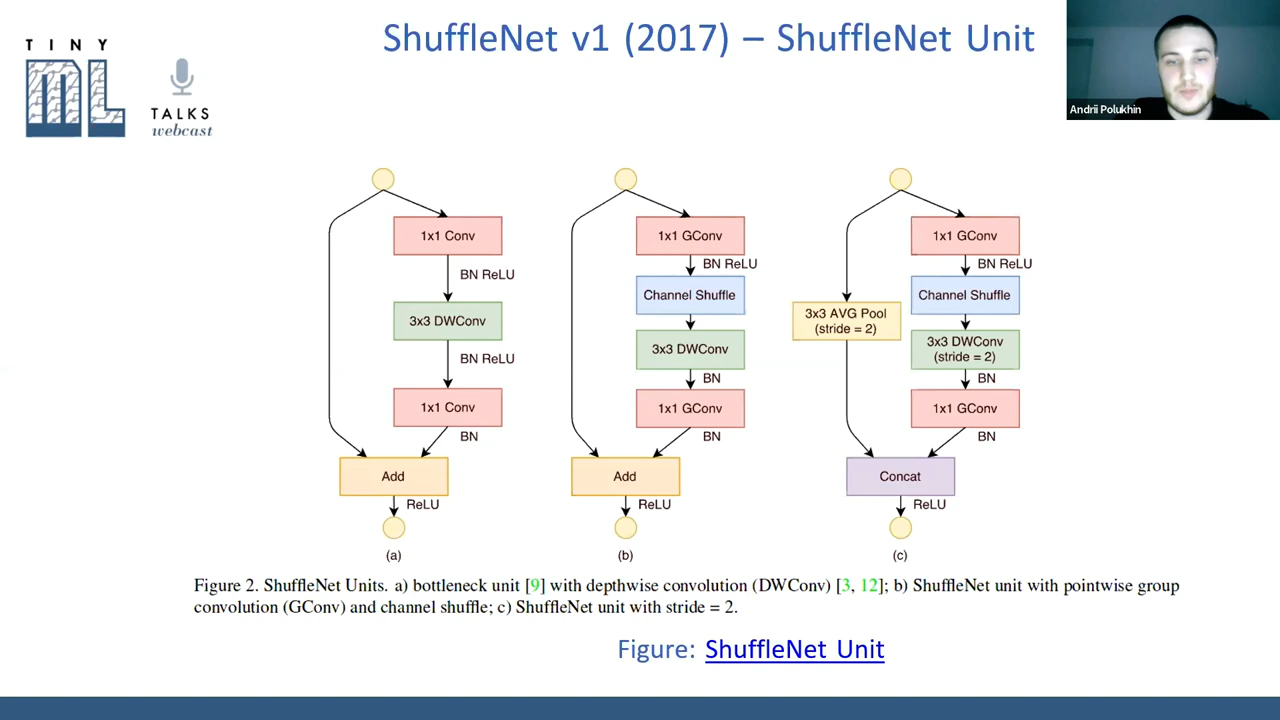 ShuffleNet v1 (2017) – ShuffleNet Unit
TINY
ML
TALKS
webcast
Andrii Polukhin
1x1 Conv
BN ReLU
3x3 DWConv
BN ReLU
1x1 Conv
BN
Add
ReLU
(a)
1x1 GConv
BN ReLU
Channel Shuffle
3x3 DWConv
BN
1x1 GConv
BN
Add
ReLU
(b)
3x3 AVG Pool
(stride = 2)
1x1 GConv
BN ReLU
Channel Shuffle
3x3 DWConv
(stride = 2)
BN
1x1 GConv
BN
Concat
ReLU
(c)
Figure 2. ShuffleNet Units. a) bottleneck unit [9] with depthwise convolution (DWConv) [3, 12]; b) ShuffleNet unit with pointwise group
convolution (GConv) and channel shuffle; c) ShuffleNet unit with stride = 2.
Figure: ShuffleNet Unit